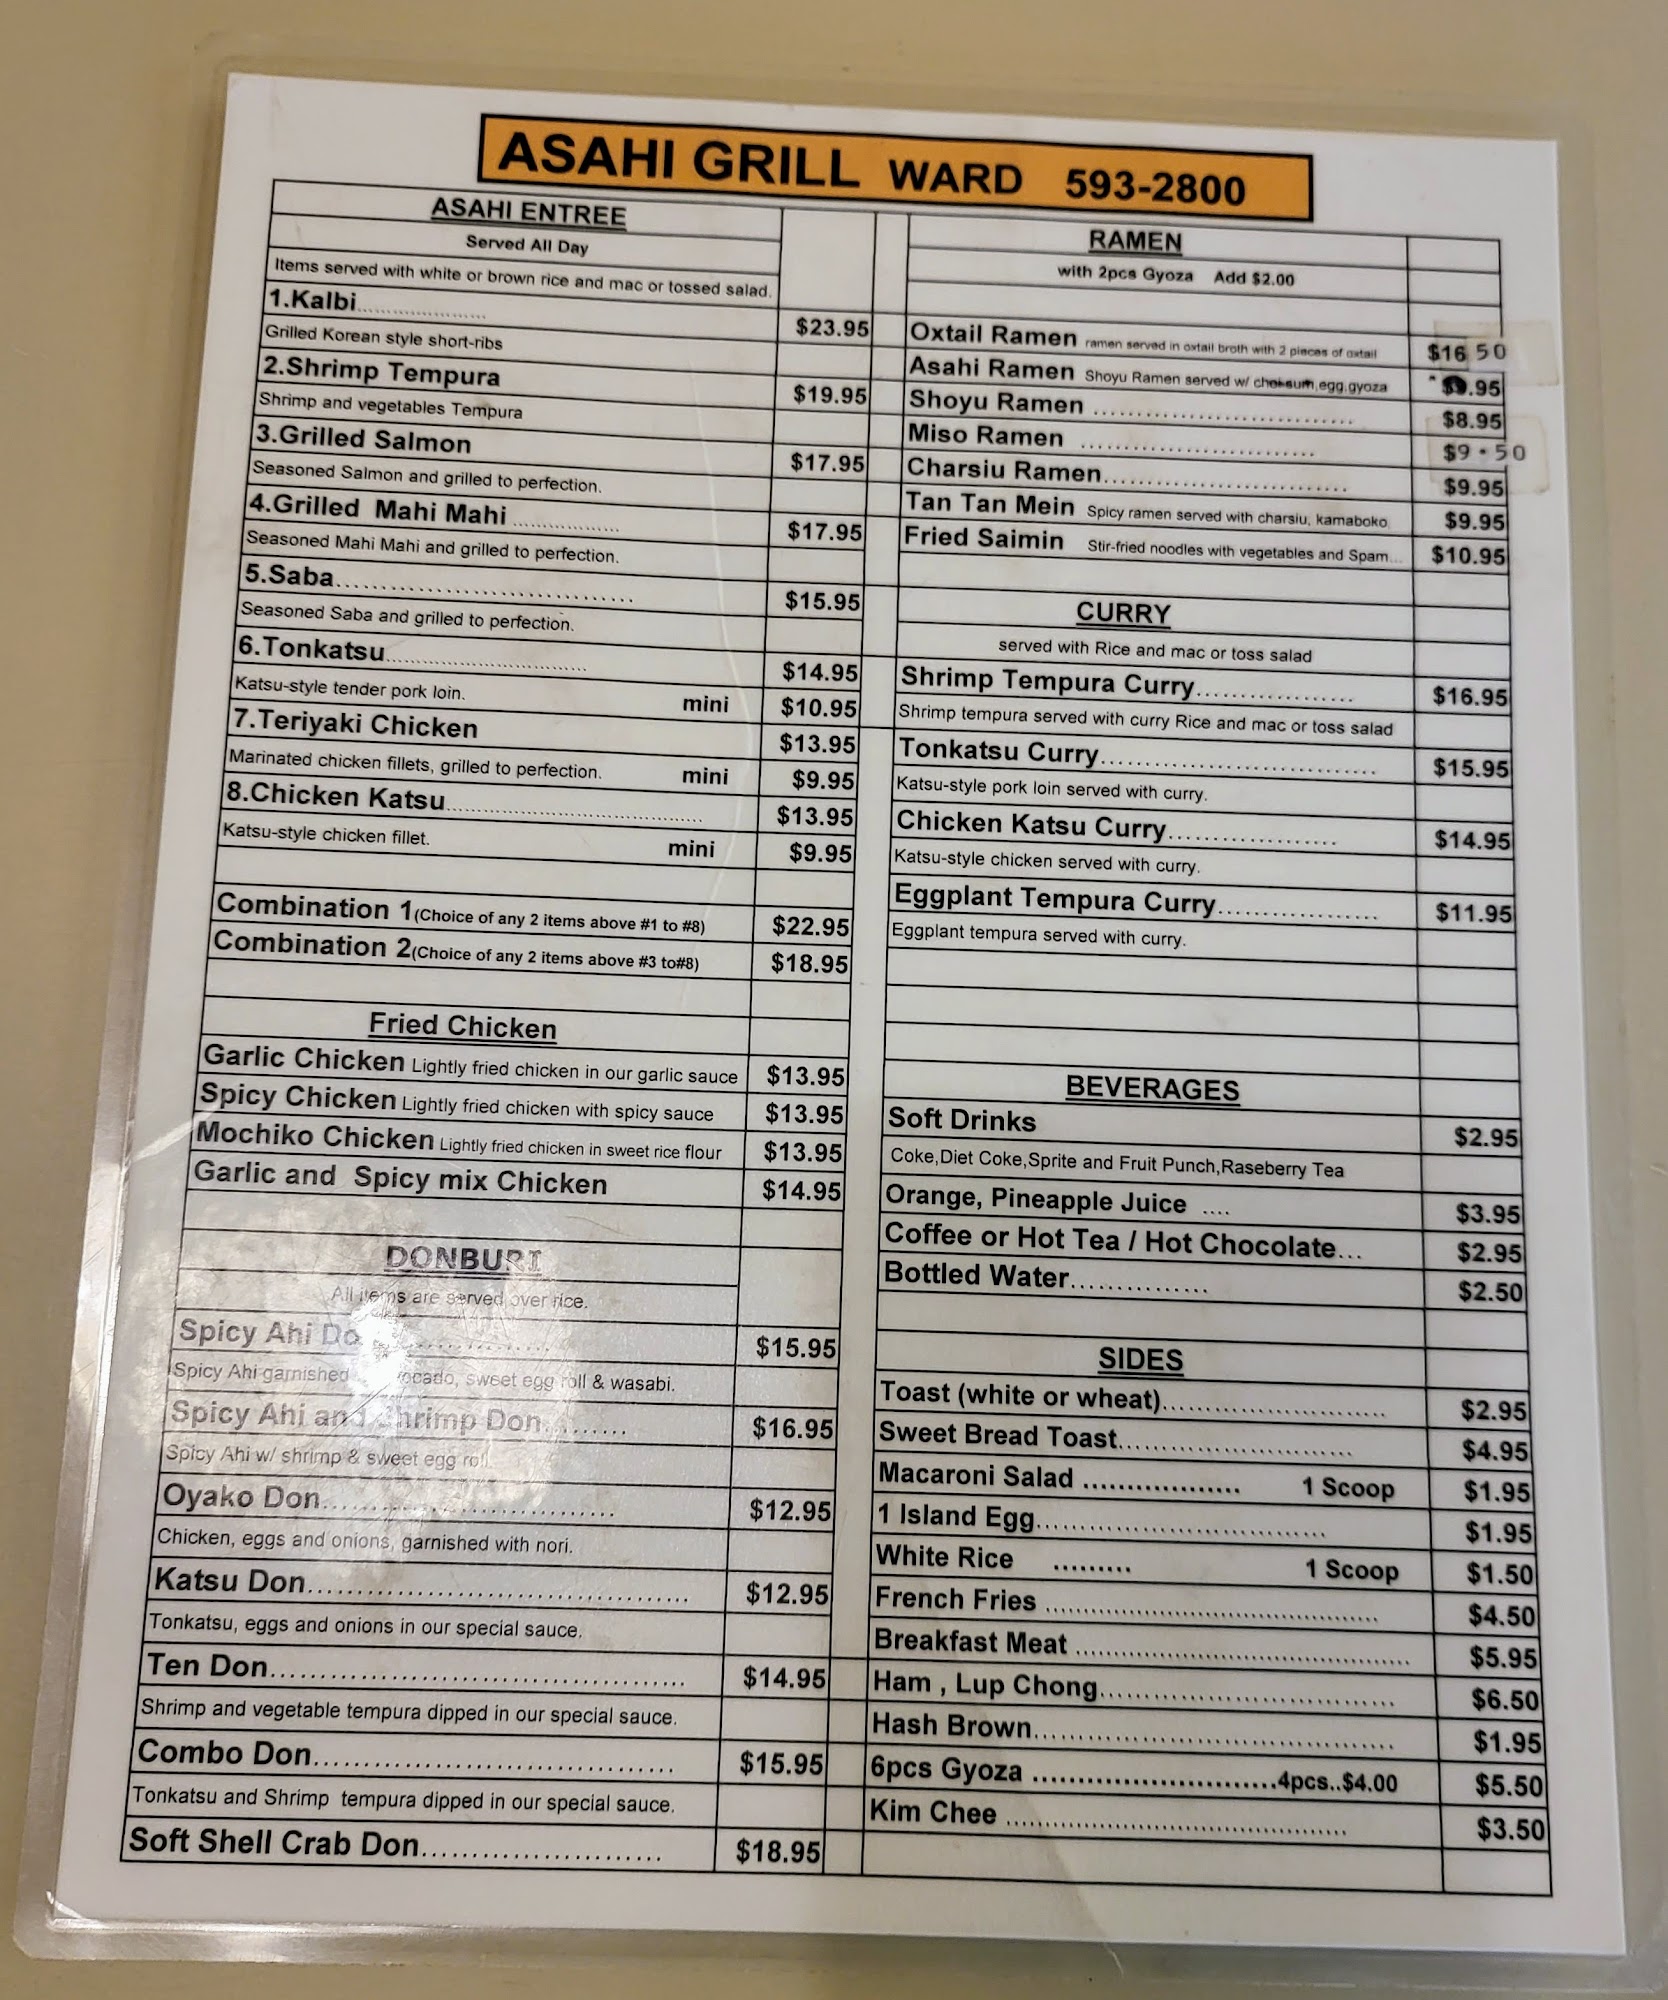 ASAHI GRILL WARD 593-2800
ASAHI ENTREE
Served All Day
Items served with white or brown rice and mac or tossed salad.
1.Kalbi........................ $23.95
Grilled Korean style short-ribs
2.Shrimp Tempura $19.95
Shrimp and vegetables Tempura
3.Grilled Salmon $17.95
Seasoned Salmon and grilled to perfection.
4.Grilled Mahi Mahi .................... $17.95
Seasoned Mahi Mahi and grilled to perfection.
5.Saba................................ $15.95
Seasoned Saba and grilled to perfection.
6.Tonkatsu.................................... $14.95
Katsu-style tender pork loin. mini $10.95
7.Teriyaki Chicken $13.95
Marinated chicken fillets, grilled to perfection. mini $9.95
8.Chicken Katsu.............................................. $13.95
Katsu-style chicken fillet. mini $9.95
Combination 1(Choice of any 2 items above #1 to #8) $22.95
Combination 2(Choice of any 2 items above #3 to#8) $18.95
Fried Chicken
Garlic Chicken Lightly fried chicken in our garlic sauce $13.95
Spicy Chicken Lightly fried chicken with spicy sauce $13.95
Mochiko Chicken Lightly fried chicken in sweet rice flour $13.95
Garlic and Spicy mix Chicken $14.95
DONBURI
All items are served over rice.
Spicy Ahi ............... $15.95
Spicy Ahi garnished sweet egg roll & wasabi.
Spicy Ahi and Shrimp Don......... $16.95
Spicy Ahi w/ shrimp & sweet egg roll.
Oyako Don.............................. $12.95
Chicken, eggs and onions, garnished with nori.
Katsu Don....................................... $12.95
Tonkatsu, eggs and onions in our special sauce.
Ten Don.......................................... $14.95
Shrimp and vegetable tempura dipped in our special sauce.
Combo Don..................................... $15.95
Tonkatsu and Shrimp tempura dipped in our special sauce.
Soft Shell Crab Don........................ $18.95
RAMEN
with 2pcs Gyoza Add $2.00
Oxtail Ramen ramen served in oxtail broth with 2 pieces of oxtail $16 50
Asahi Ramen Shoyu Ramen served w/ choisum,egg,gyoza .95
Shoyu Ramen ............................ $8.95
Miso Ramen ......................... $9.50
Charsiu Ramen........................... $9.95
Tan Tan Mein Spicy ramen served with charsiu, kamaboko $9.95
Fried Saimin Stir-fried noodles with vegetables and Spam... $10.95
CURRY
served with Rice and mac or toss salad
Shrimp Tempura Curry................... $16.95
Shrimp tempura served with curry Rice and mac or toss salad
Tonkatsu Curry................................ $15.95
Katsu-style pork loin served with curry.
Chicken Katsu Curry.................. $14.95
Katsu-style chicken served with curry.
Eggplant Tempura Curry................. $11.95
Eggplant tempura served with curry.
BEVERAGES
Soft Drinks $2.95
Coke,Diet Coke,Sprite and Fruit Punch,Raseberry Tea
Orange, Pineapple Juice .... $3.95
Coffee or Hot Tea / Hot Chocolate... $2.95
Bottled Water.............. $2.50
SIDES
Toast (white or wheat)......................... $2.95
Sweet Bread Toast.......................... $4.95
Macaroni Salad ................... 1 Scoop $1.95
1 Island Egg................................ $1.95
White Rice ......... 1 Scoop $1.50
French Fries ..................................... $4.50
Breakfast Meat ..................................... $5.95
Ham , Lup Chong................................ $6.50
Hash Brown....................................... $1.95
6pcs Gyoza ............................4pcs..$4.00 $5.50
Kim Chee ...................................... $3.50